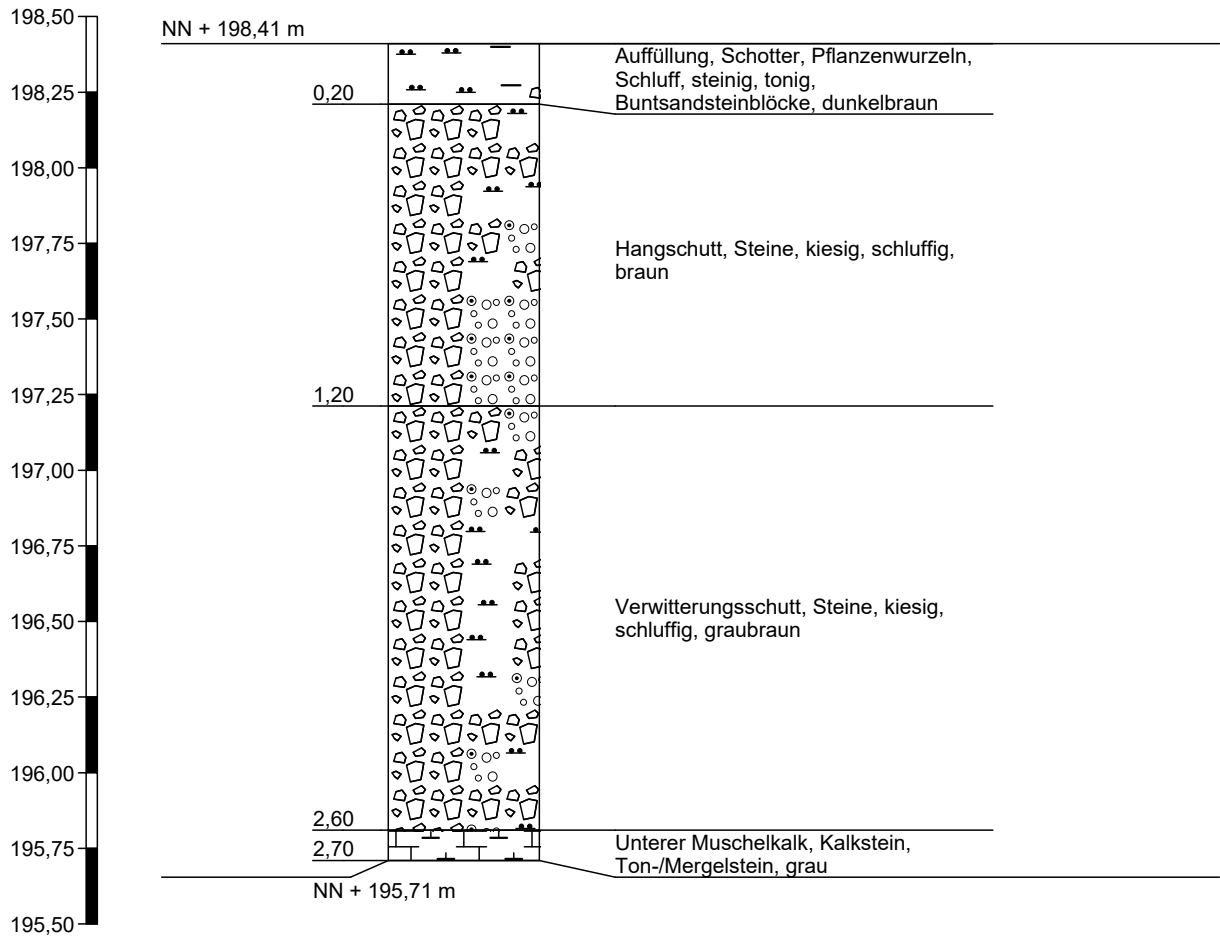 198,50
NN + 198,41 m
Auffüllung, Schotter, Pflanzenwurzeln,
Schluff, steinig, tonig,
Buntsandsteinblöcke, dunkelbraun
198,25
0,20
198,00
197,75
Hangschutt, Steine, kiesig, schluffig,
braun
197,50
197,25
1,20
197,00
196,75
196,50
Verwitterungsschutt, Steine, kiesig,
schluffig, graubraun
196,25
196,00
2,60
195,75
2,70
Unterer Muschelkalk, Kalkstein,
Ton-/Mergelstein, grau
NN + 195,71 m
195,50